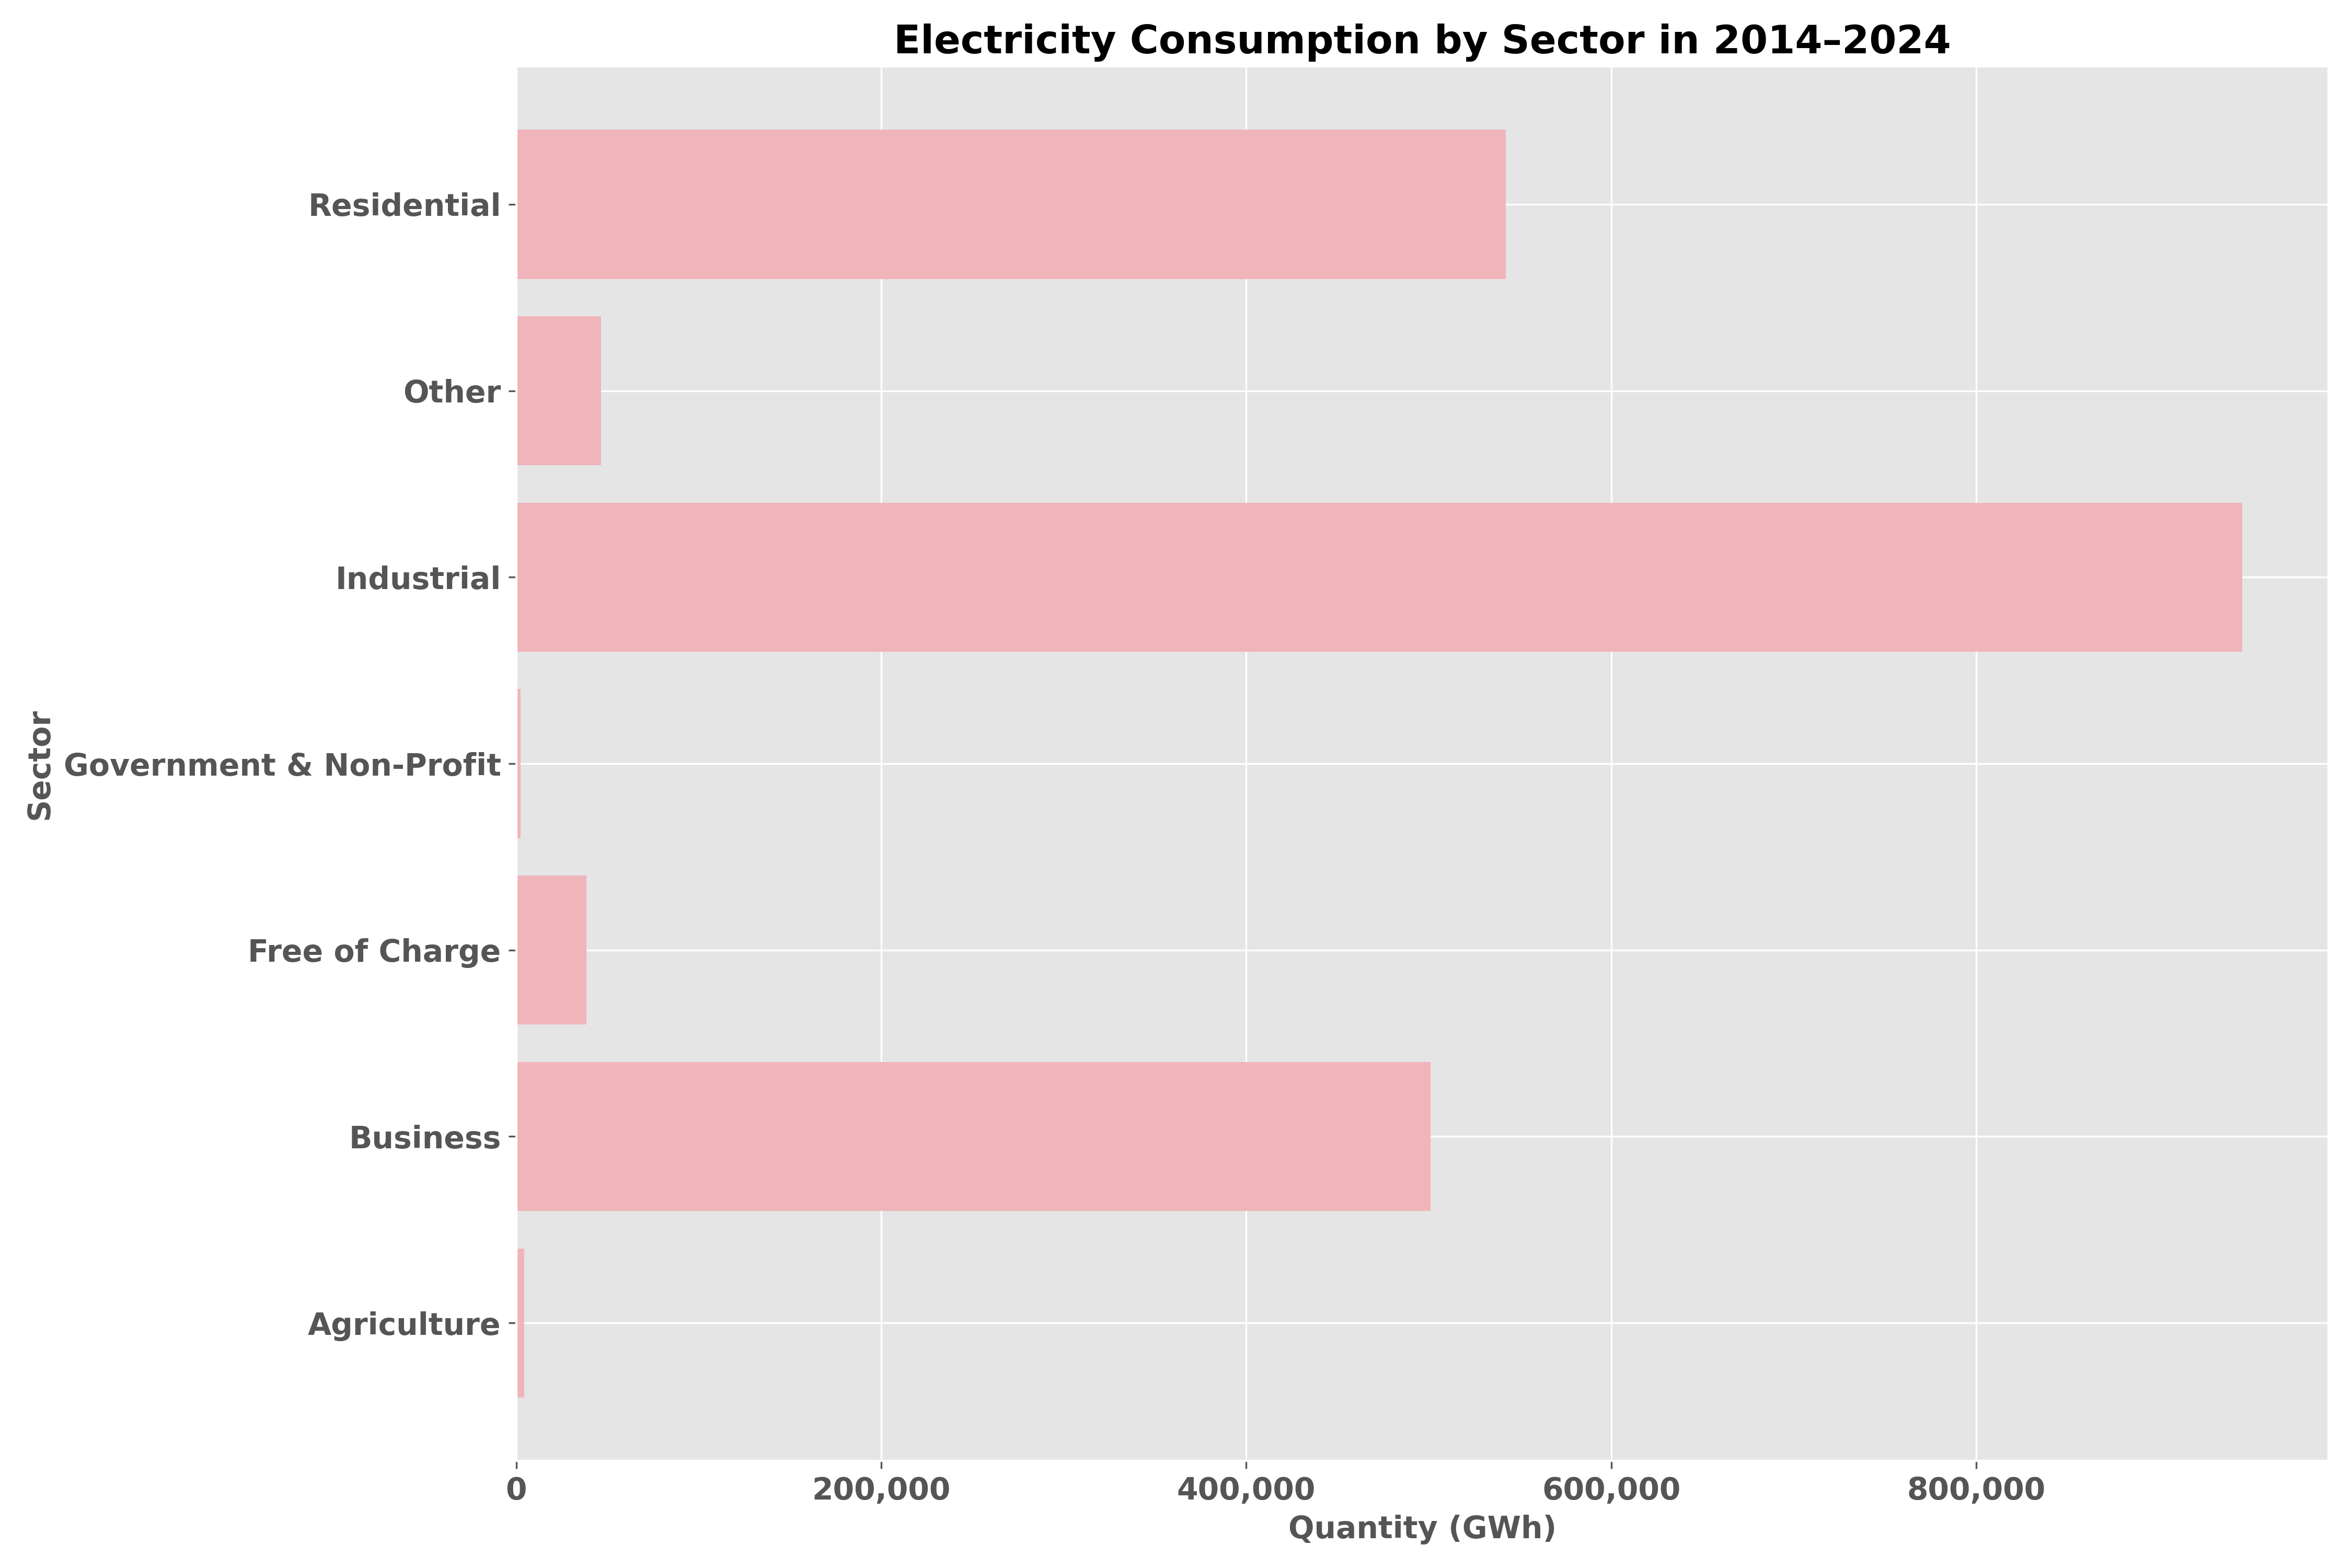 Electricity Consumption by Sector in 2014–2024
Sector
Residential
Other
Industrial
Government & Non-Profit
Free of Charge
Business
Agriculture
0
200,000
400,000
600,000
800,000
Quantity (GWh)